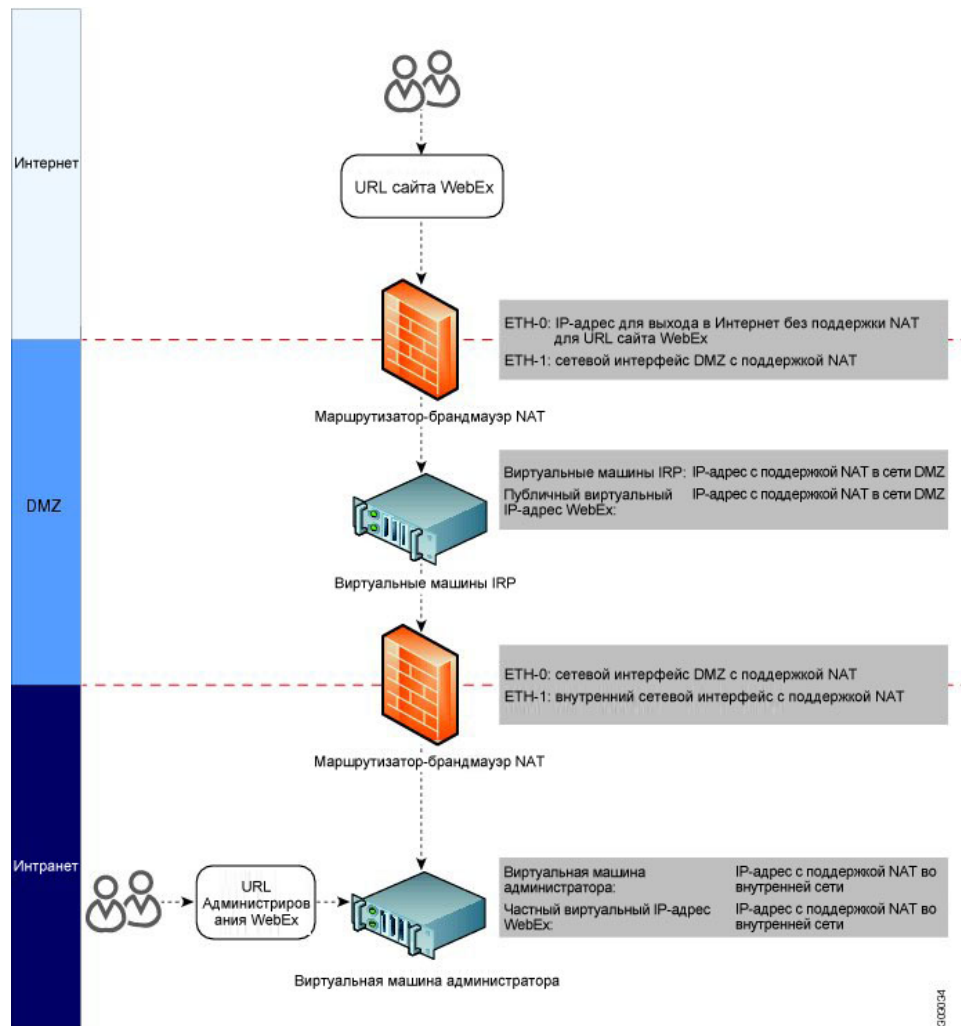 Интернет
URL сайта WebEx
ETH-0: IP-адрес для выхода в Интернет без поддержки NAT
для URL сайта WebEx
ETH-1: сетевой интерфейс DMZ с поддержкой NAT
Маршрутизатор-брандмауэр NAT
DMZ
Виртуальные машины IRP: IP-адрес с поддержкой NAT в сети DMZ
Публичный виртуальный IP-адрес с поддержкой NAT в сети DMZ
IP-адрес WebEx:
Виртуальные машины IRP
ETH-0: сетевой интерфейс DMZ с поддержкой NAT
ETH-1: внутренний сетевой интерфейс с поддержкой NAT
Маршрутизатор-брандмауэр NAT
Интранет
URL
Администриров
ания WebEx
Виртуальная машина IP-адрес с поддержкой NAT во
администратора: внутренней сети
Частный виртуальный IP-адрес IP-адрес с поддержкой NAT во
WebEx: внутренней сети
Виртуальная машина администратора
303034